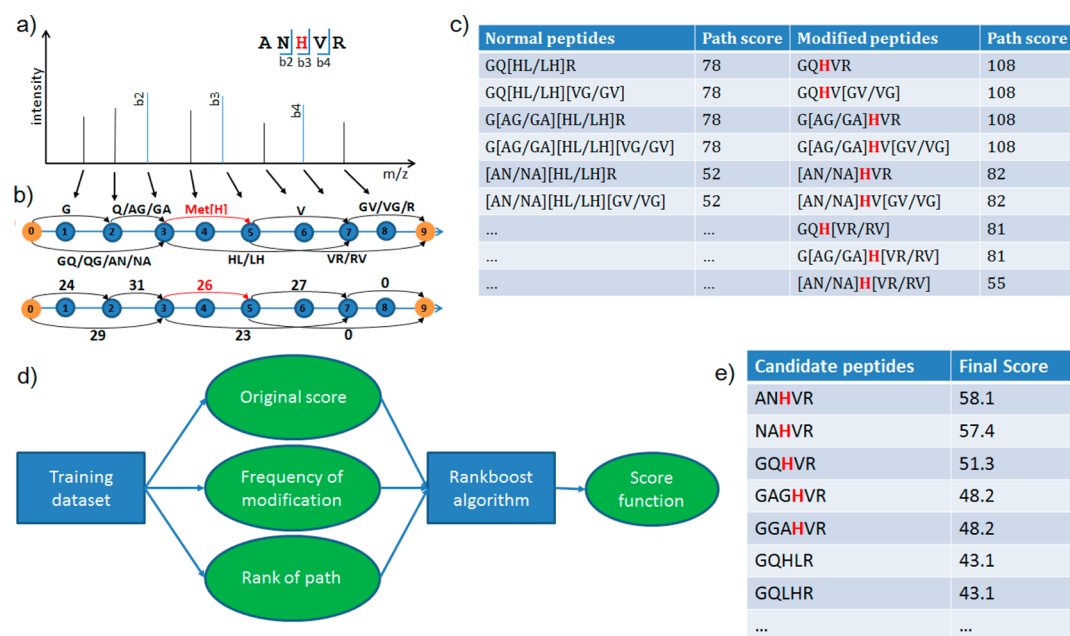 a)
A N H V R
b2 b3 b4
intensity
b2
b3
b4
m/z
b)
G Q/AG/GA Met[H] V GV/VG/R
0 1 2 3 4 5 6 7 8 9
GQ/QG/AN/NA HL/LH VR/RV
24 31 26 27 0
0 1 2 3 4 5 6 7 8 9
29 23 0
c)
Normal peptides Path score Modified peptides Path score
GQ[HL/LH]R 78 GQHVR 108
GQ[HL/LH][VG/GV] 78 GQHV[GV/VG] 108
G[AG/GA][HL/LH]R 78 G[AG/GA]HVR 108
G[AG/GA][HL/LH][VG/GV] 78 G[AG/GA]HV[GV/VG] 108
[AN/NA][HL/LH]R 52 [AN/NA]HVR 82
[AN/NA][HL/LH][GV/VG] 52 [AN/NA]HV[GV/VG] 82
... ... GQH[VR/RV] 81
... ... G[AG/GA]H[VR/RV] 81
... ... [AN/NA]H[VR/RV] 55
d)
Training
dataset
Original score
Frequency of
modification
Rank of path
Rankboost
algorithm
Score
function
e)
Candidate peptides Final Score
ANHVR 58.1
NAHVR 57.4
GQHVR 51.3
GAGHVR 48.2
GGAHVR 48.2
GQHLR 43.1
GQLHR 43.1
... ...